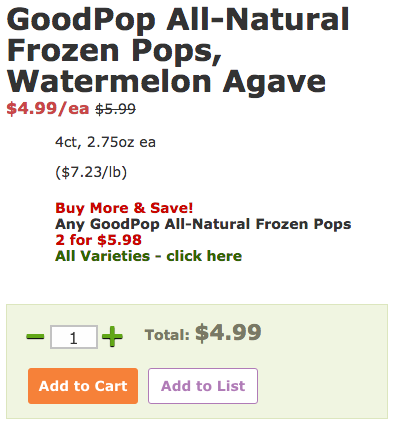 GoodPop All-Natural
Frozen Pops,
Watermelon Agave
$4.99/ea $5.99
4ct, 2.75oz ea
($7.23/lb)
Buy More & Save!
Any GoodPop All-Natural Frozen Pops
2 for $5.98
All Varieties - click here
1 Total: $4.99
Add to Cart Add to List